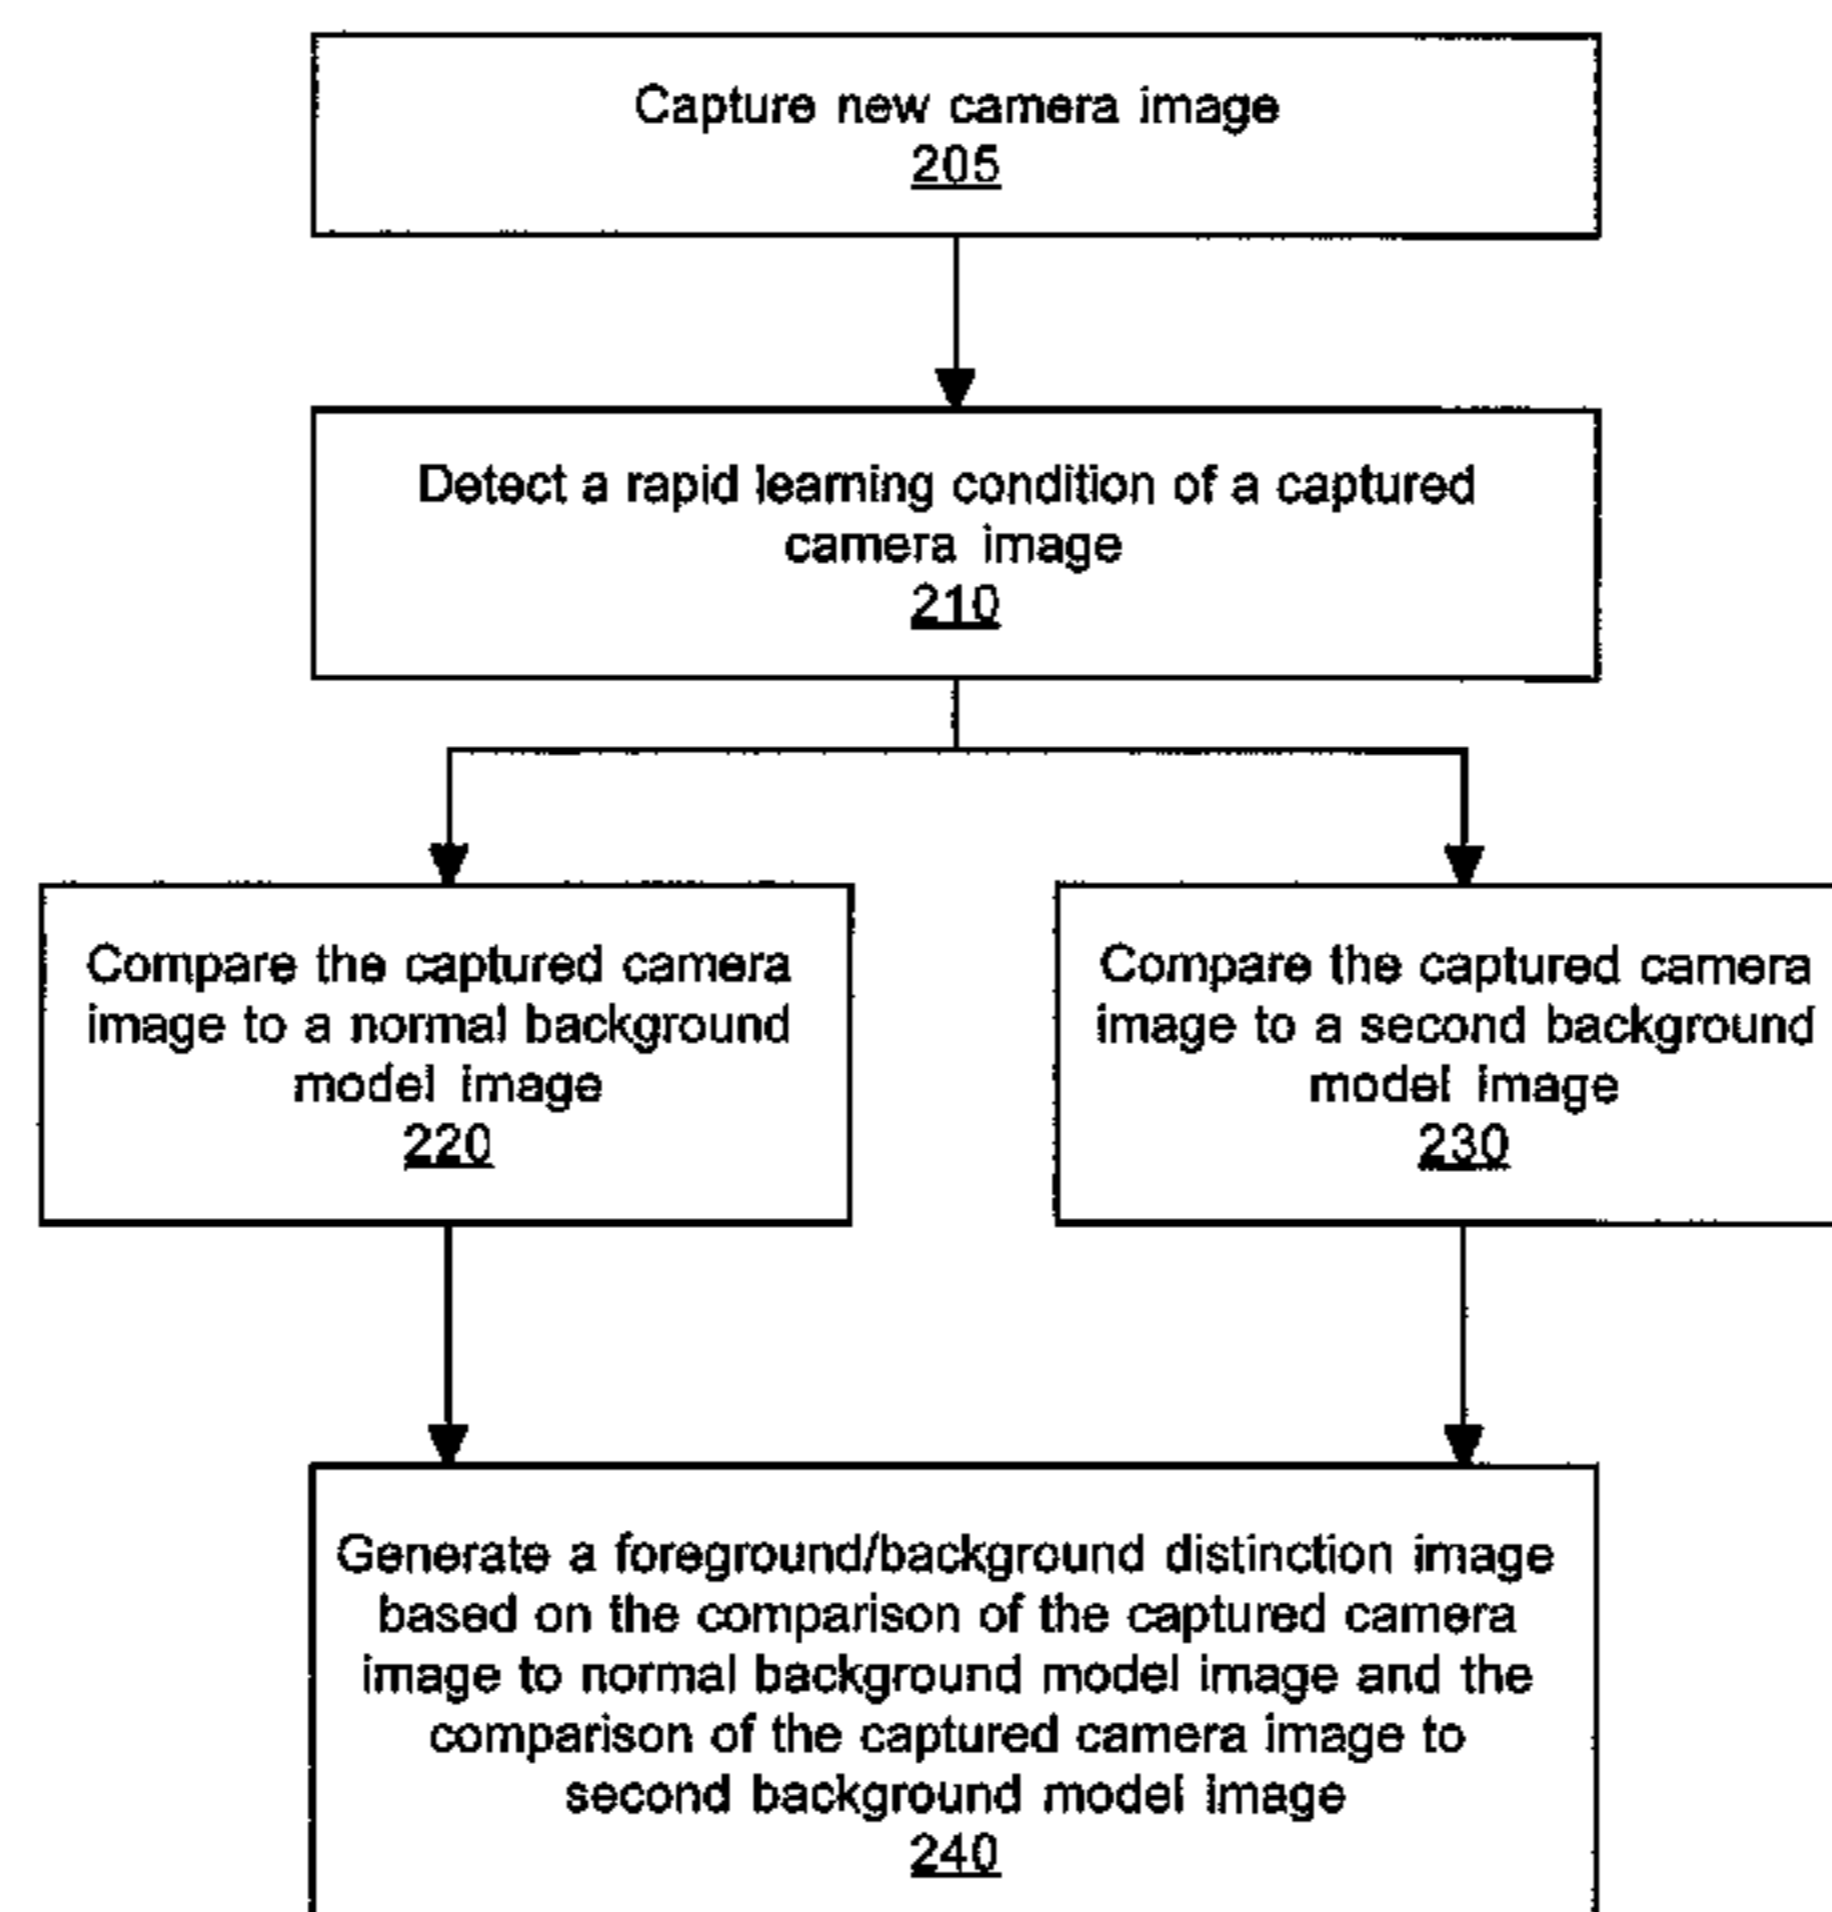 Capture new camera image
205
Detect a rapid learning condition of a captured
camera image
210
Compare the captured camera
image to a normal background
model image
220
Compare the captured camera
image to a second background
model image
230
Generate a foreground/background distinction image
based on the comparison of the captured camera
image to normal background model image and the
comparison of the captured camera image to
second background model image
240